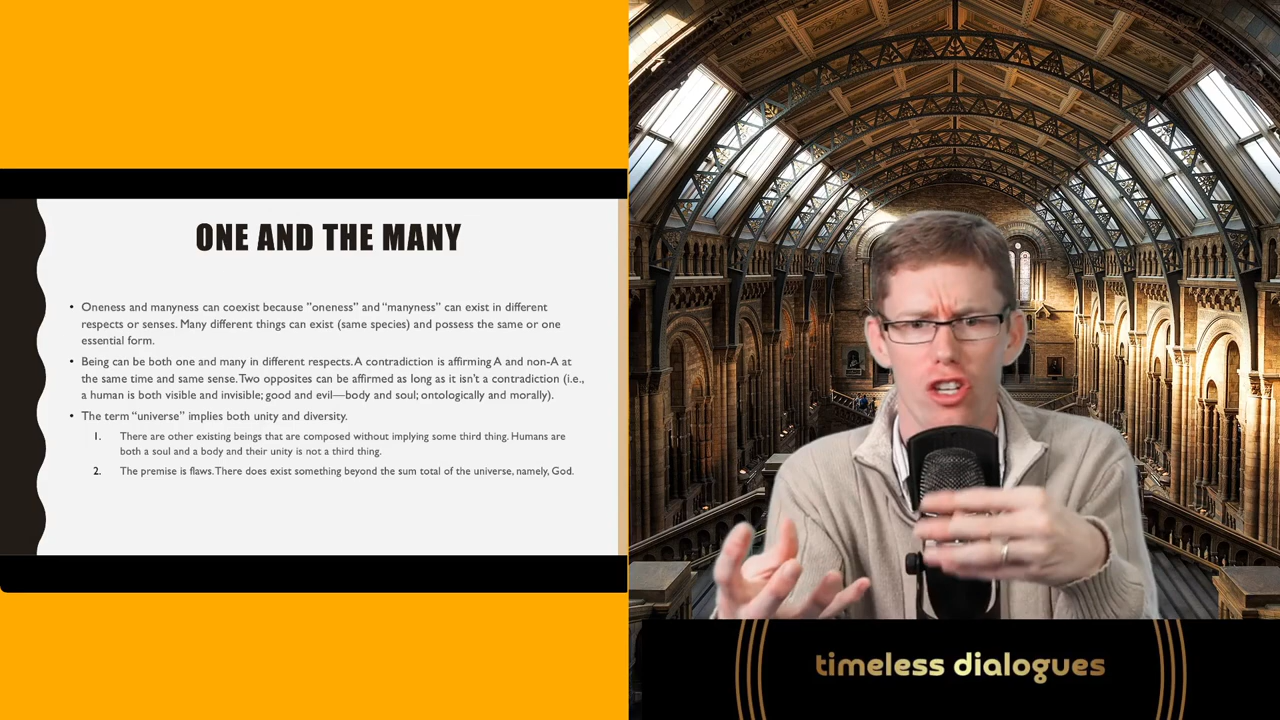 ONE AND THE MANY
• Oneness and manyness can coexist because ”oneness” and “manyness” can exist in different
respects or senses. Many different things can exist (same species) and possess the same or one
essential form.
• Being can be both one and many in different respects. A contradiction is affirming A and non-A at
the same time and same sense. Two opposites can be affirmed as long as it isn't a contradiction (i.e.,
a human is both visible and invisible; good and evil—body and soul; ontologically and morally).
• The term “universe” implies both unity and diversity.
1. There are other existing beings that are composed without implying some third thing. Humans are
both a soul and a body and their unity is not a third thing.
2. The premise is flaws. There does exist something beyond the sum total of the universe, namely, God.
timeless dialogues